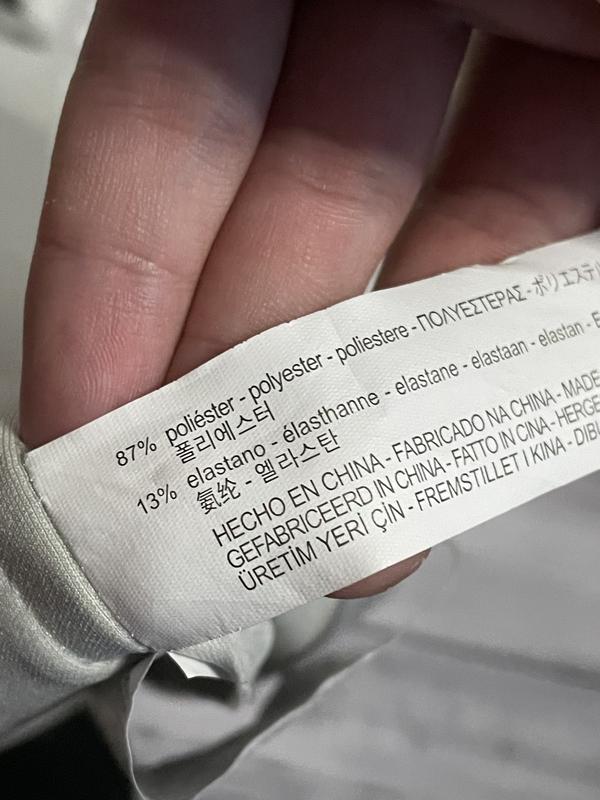 87% poliéster - polyester - poliestere - ΠΟΛΥΕΣΤΕΡΑΣ - ポリエステル
폴리에스터
13% elastano - élasthanne - elastane - elastaan - elastan - E
氨纶 - 엘라스탄
HECHO EN CHINA - FABRICADO NA CHINA - MADE
GEFABRICEERD IN CHINA - FATTO IN CINA - HERGE
ÜRETİM YERİ ÇİN - FREMSTILLET I KINA - DIBU